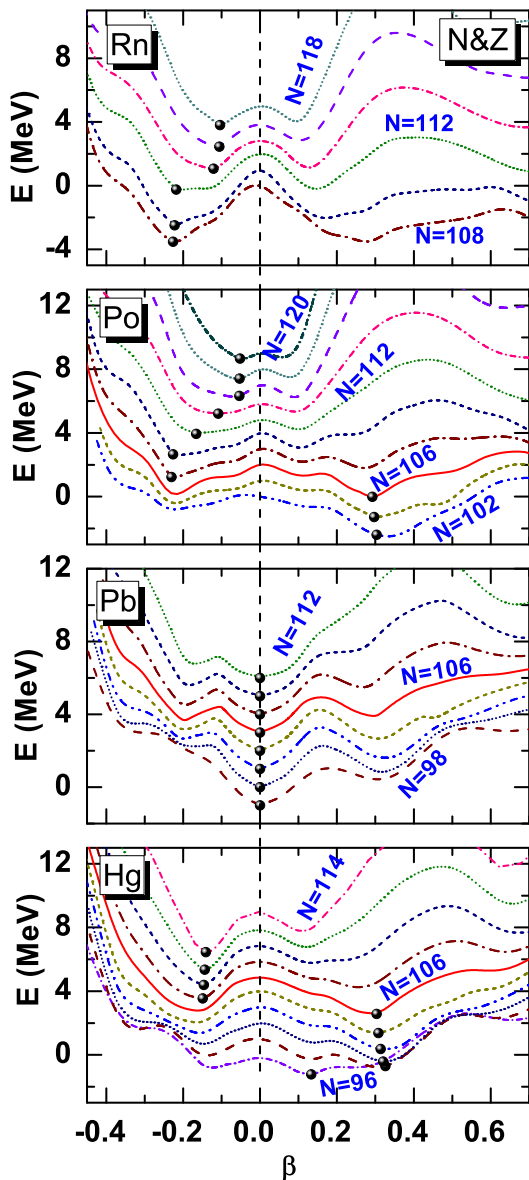 Rn
N&Z
N=118
N=112
N=108
E (MeV)
8
4
0
-4
Po
N=120
N=112
N=106
N=102
E (MeV)
12
8
4
0
Pb
N=112
N=106
N=98
E (MeV)
12
8
4
0
Hg
N=114
N=106
N=96
E (MeV)
12
8
4
0
-0.4 -0.2 0.0 0.2 0.4 0.6
β